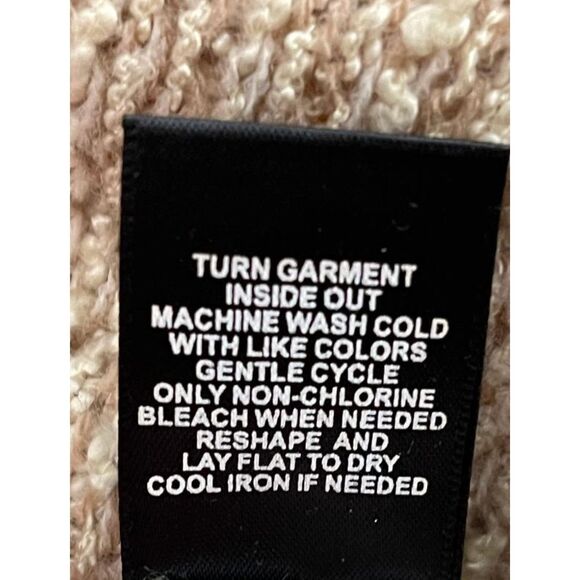 TURN GARMENT
INSIDE OUT
MACHINE WASH COLD
WITH LIKE COLORS
GENTLE CYCLE
ONLY NON-CHLORINE
BLEACH WHEN NEEDED
RESHAPE AND
LAY FLAT TO DRY
COOL IRON IF NEEDED